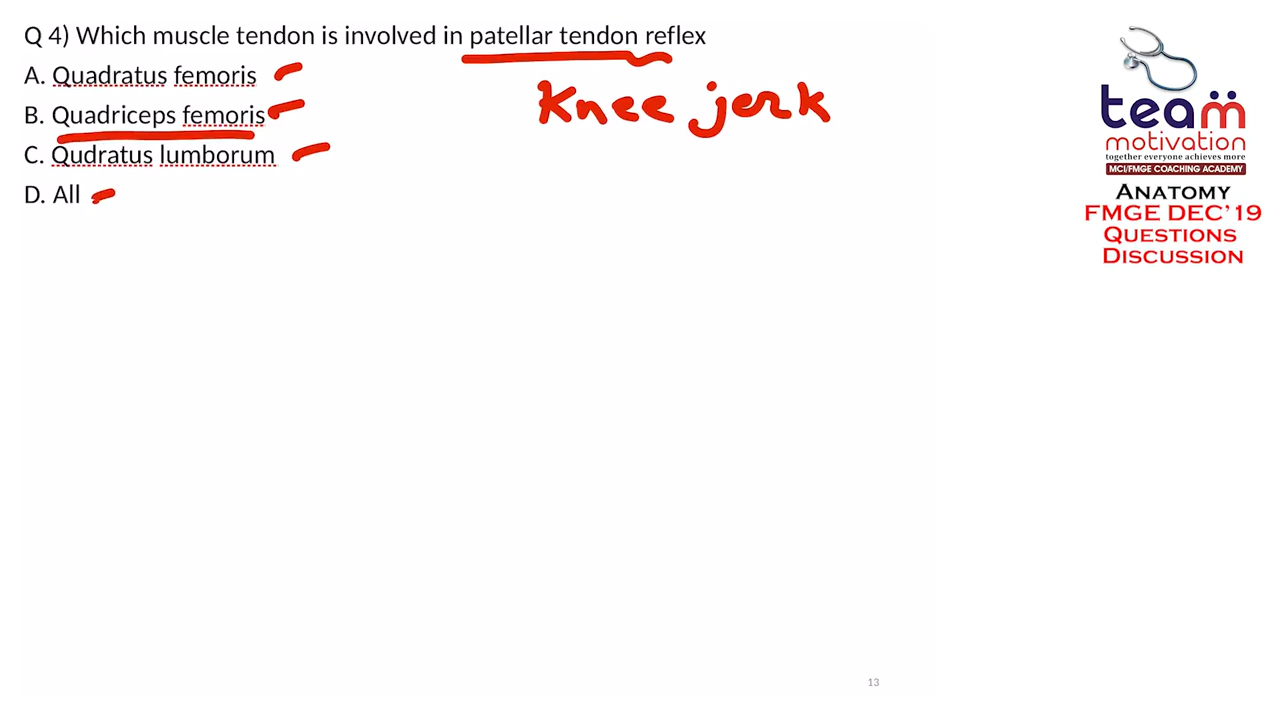 Q 4) Which muscle tendon is involved in patellar tendon reflex
A. Quadratus femoris
B. Quadriceps femoris
C. Qudratus lumborum
D. All
Knee jerk
team
motivation
together everyone achieves more
MCI/FMGE COACHING ACADEMY
ANATOMY
FMGE DEC'19
QUESTIONS
DISCUSSION
13